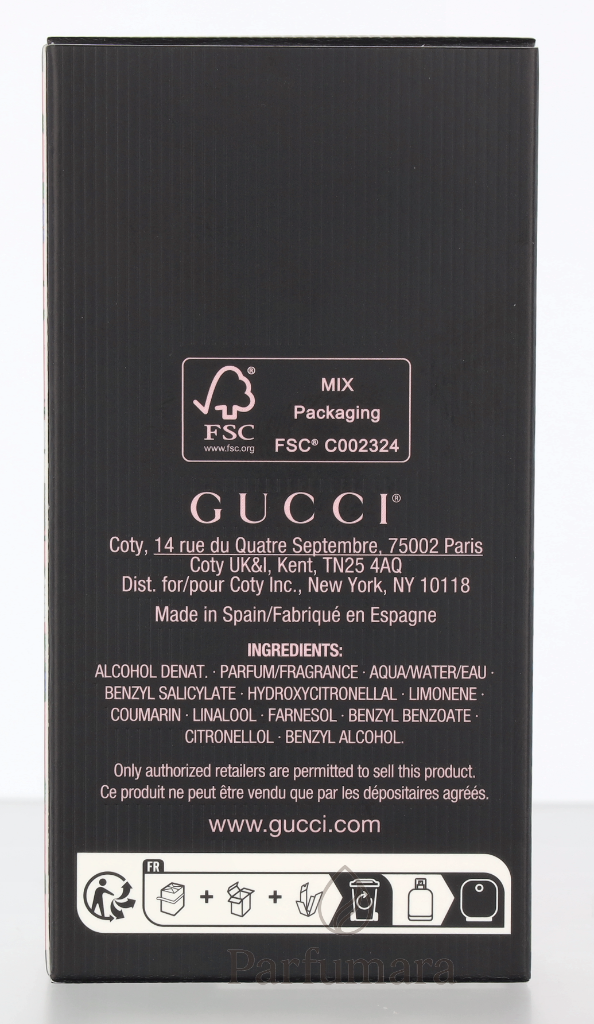 FSC®
www.fsc.org
MIX
Packaging
FSC® C002324
GUCCI®
Coty, 14 rue du Quatre Septembre, 75002 Paris
Coty UK&I, Kent, TN25 4AQ
Dist. for/pour Coty Inc., New York, NY 10118
Made in Spain/Fabriqué en Espagne
INGREDIENTS:
ALCOHOL DENAT. · PARFUM/FRAGRANCE · AQUA/WATER/EAU ·
BENZYL SALICYLATE · HYDROXYCITRONELLAL · LIMONENE ·
COUMARIN · LINALOOL · FARNESOL · BENZYL BENZOATE ·
CITRONELLOL · BENZYL ALCOHOL.
Only authorized retailers are permitted to sell this product.
Ce produit ne peut être vendu que par les dépositaires agréés.
www.gucci.com
FR
+ +
Parfumara